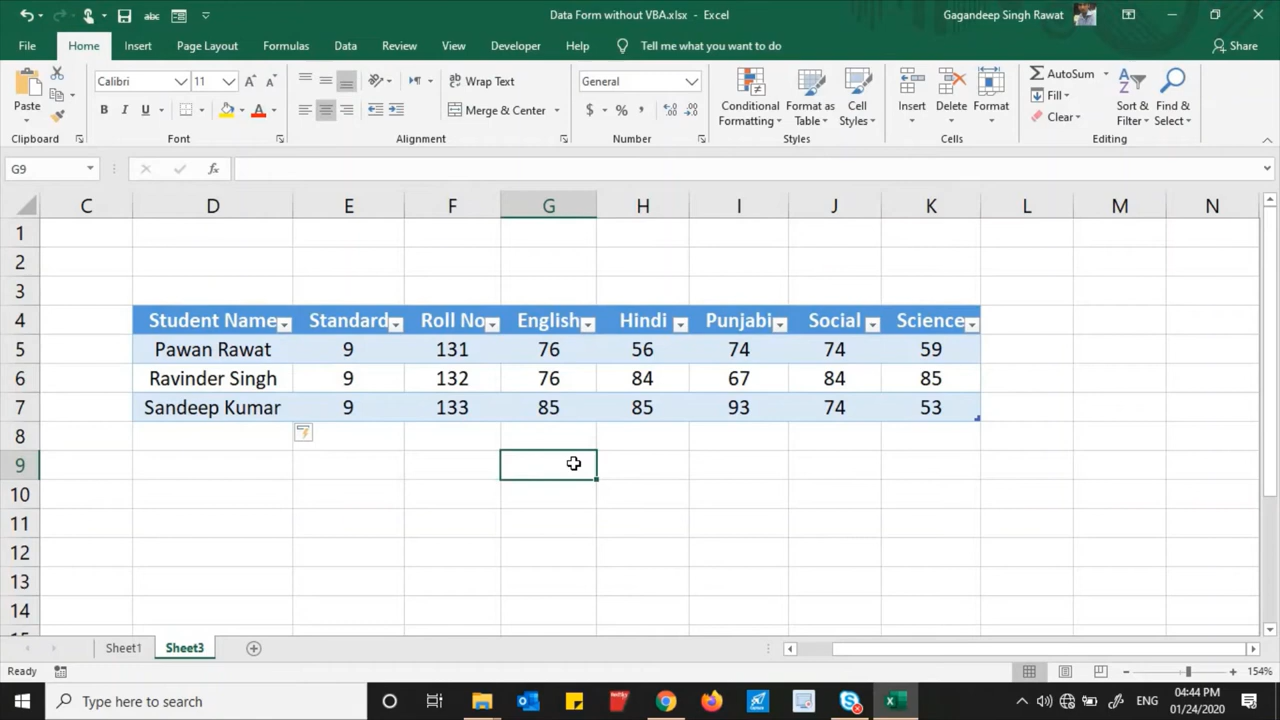 abc Data Form without VBA.xlsx - Excel Gagandeep Singh Rawat
File Home Insert Page Layout Formulas Data Review View Developer Help Tell me what you want to do Share
Paste Calibri 11 Wrap Text General Conditional Formatting Format as Table Cell Styles Insert Delete Format AutoSum Sort & Filter Find & Select
B I U A Merge & Center $ % , Fill
Clear
Clipboard Font Alignment Number Styles Cells Editing
G9 fx
C D E F G H I J K L M N
1
2
3
4 Student Name Standard Roll No English Hindi Punjabi Social Science
5 Pawan Rawat 9 131 76 56 74 74 59
6 Ravinder Singh 9 132 76 84 67 84 85
7 Sandeep Kumar 9 133 85 85 93 74 53
8
9
10
11
12
13
14
Sheet1 Sheet3
Ready 154%
Type here to search ENG 04:44 PM
01/24/2020